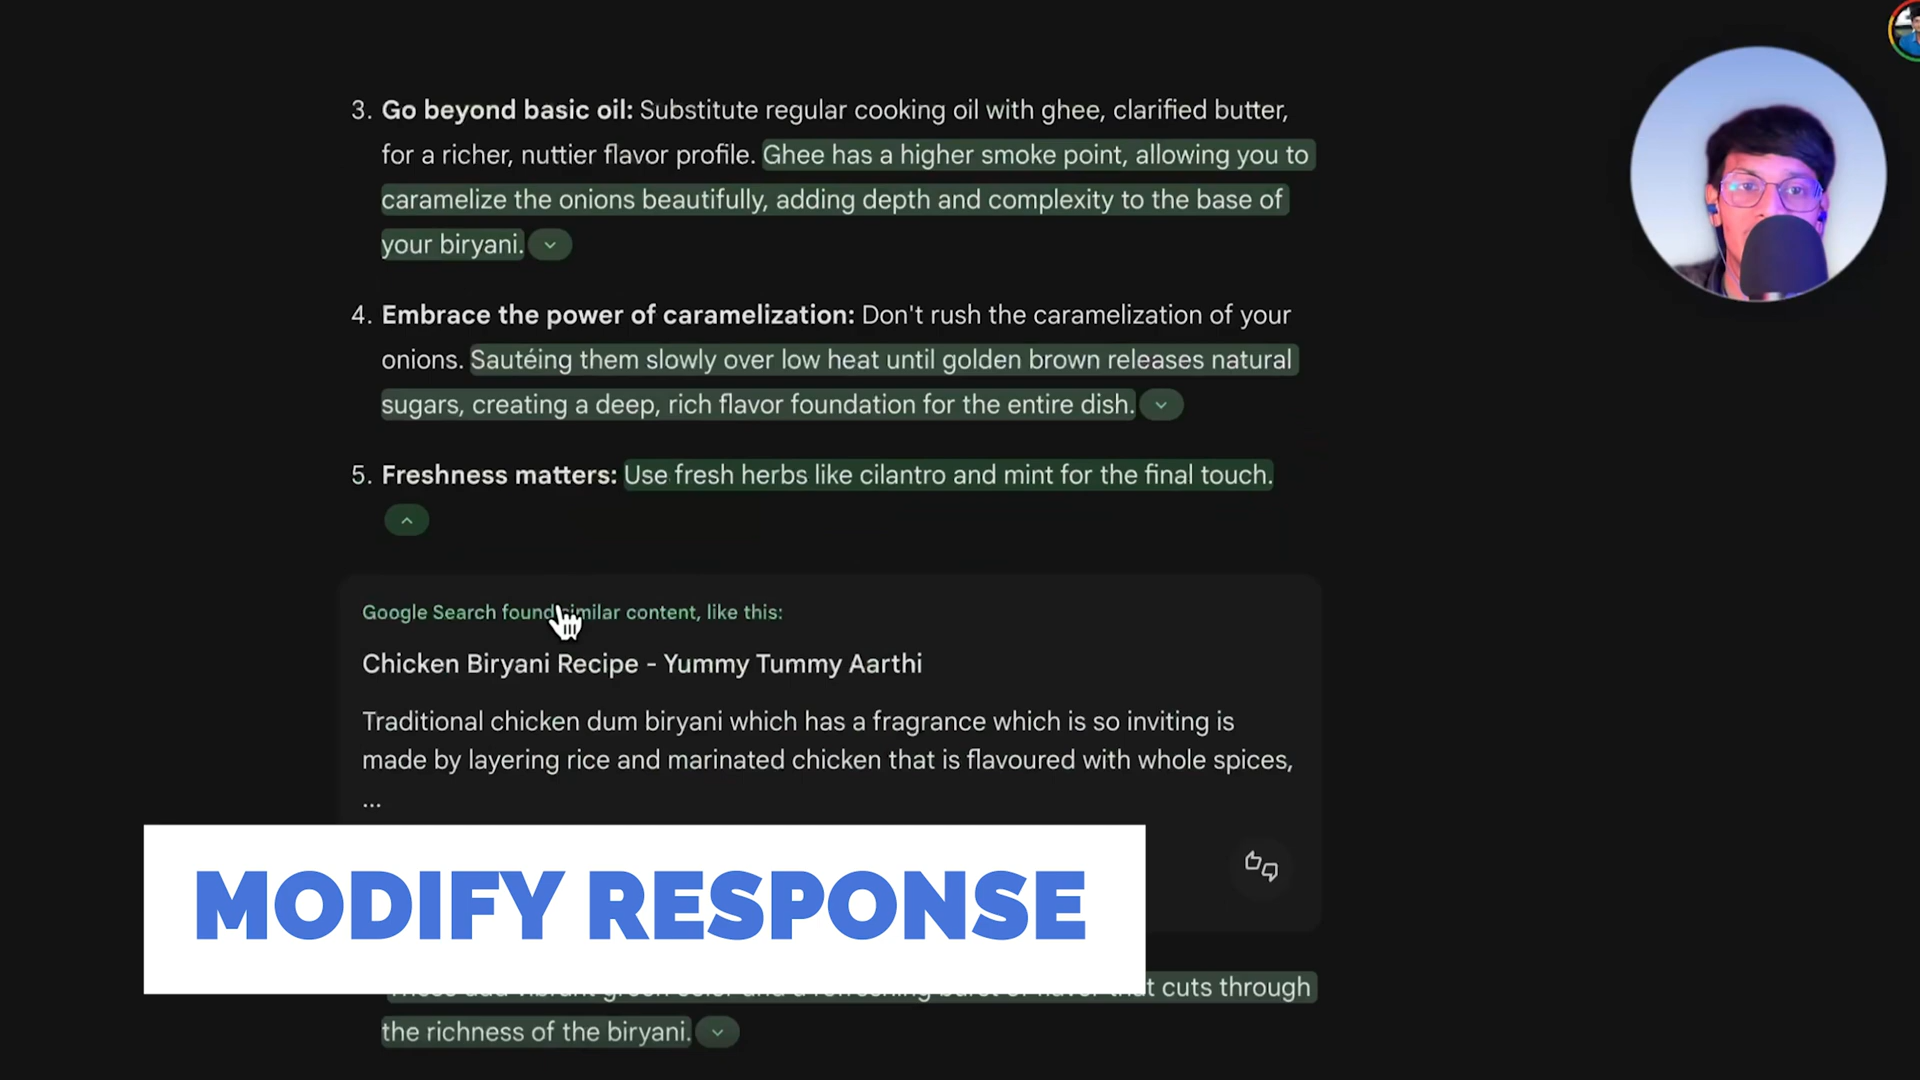 3. Go beyond basic oil: Substitute regular cooking oil with ghee, clarified butter,
for a richer, nuttier flavor profile. Ghee has a higher smoke point, allowing you to
caramelize the onions beautifully, adding depth and complexity to the base of
your biryani.
4. Embrace the power of caramelization: Don't rush the caramelization of your
onions. Sautéing them slowly over low heat until golden brown releases natural
sugars, creating a deep, rich flavor foundation for the entire dish.
5. Freshness matters: Use fresh herbs like cilantro and mint for the final touch.
Google Search found similar content, like this:
Chicken Biryani Recipe - Yummy Tummy Aarthi
Traditional chicken dum biryani which has a fragrance which is so inviting is
made by layering rice and marinated chicken that is flavoured with whole spices,
...
MODIFY RESPONSE
cuts through
the richness of the biryani.